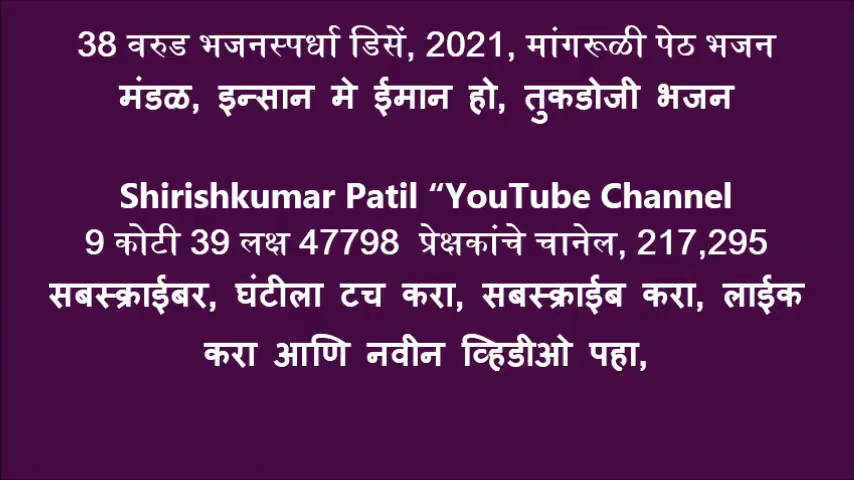 38 वरुड भजनस्पर्धा डिसें, 2021, मांगरूळी पेठ भजन
मंडळ, इन्सान मे ईमान हो, तुकडोजी भजन
Shirishkumar Patil “YouTube Channel
9 कोटी 39 लक्ष 47798 प्रेक्षकांचे चानेल, 217,295
सबस्क्राईबर, घंटीला टच करा, सबस्क्राईब करा, लाईक
करा आणि नवीन व्हिडीओ पहा,